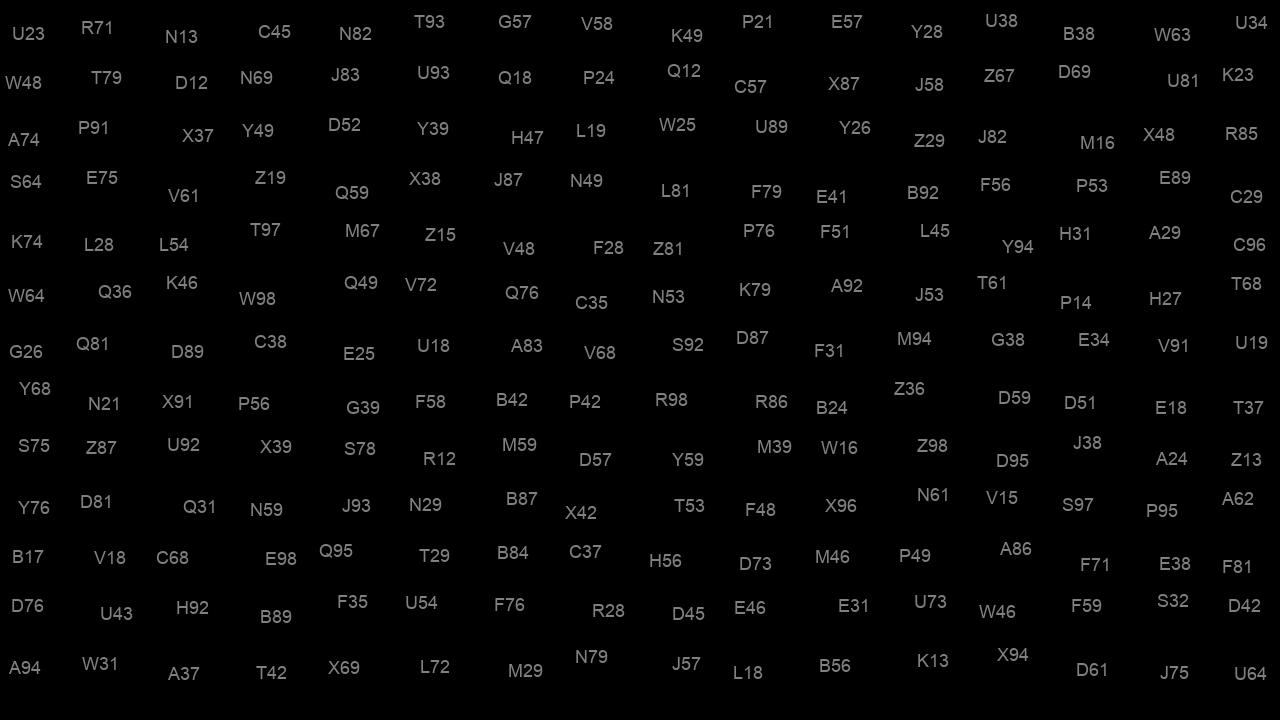 U23 R71 N13 C45 N82 T93 G57 V58 K49 P21 E57 Y28 U38 B38 W63 U34
W48 T79 D12 N69 J83 U93 Q18 P24 Q12 C57 X87 J58 Z67 D69 U81 K23
A74 P91 X37 Y49 D52 Y39 H47 L19 W25 U89 Y26 Z29 J82 M16 X48 R85
S64 E75 V61 Z19 Q59 X38 J87 N49 L81 F79 E41 B92 F56 P53 E89 C29
K74 L28 L54 T97 M67 Z15 V48 F28 Z81 P76 F51 L45 Y94 H31 A29 C96
W64 Q36 K46 W98 Q49 V72 Q76 C35 N53 K79 A92 J53 T61 P14 H27 T68
G26 Q81 D89 C38 E25 U18 A83 V68 S92 D87 F31 M94 G38 E34 V91 U19
Y68 N21 X91 P56 G39 F58 B42 P42 R98 R86 B24 Z36 D59 D51 E18 T37
S75 Z87 U92 X39 S78 R12 M59 D57 Y59 M39 W16 Z98 D95 J38 A24 Z13
Y76 D81 Q31 N59 J93 N29 B87 X42 T53 F48 X96 N61 V15 S97 P95 A62
B17 V18 C68 E98 Q95 T29 B84 C37 H56 D73 M46 P49 A86 F71 E38 F81
D76 U43 H92 B89 F35 U54 F76 R28 D45 E46 E31 U73 W46 F59 S32 D42
A94 W31 A37 T42 X69 L72 M29 N79 J57 L18 B56 K13 X94 D61 J75 U64